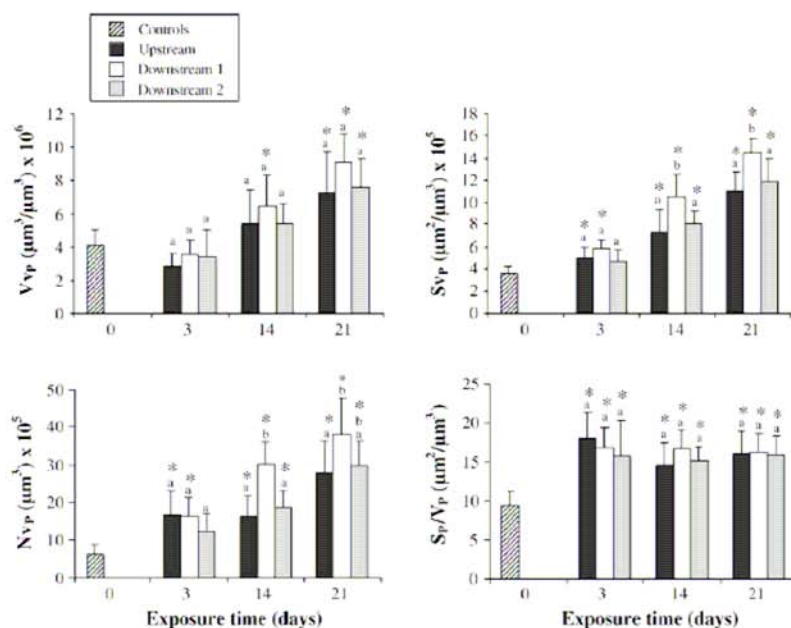 Controls
Upstream
Downstream 1
Downstream 2
Vvp (μm³/μm³) x 10⁶
12
10
8
6
4
2
0
a
a
a
a
*
a
a
*
a
*
a
*
a
0
3
14
21
Svp (μm²/μm³) x 10⁵
18
16
14
12
10
8
6
4
2
0
*
a
*
a
a
*
a
*
b
*
a
*
a
*
b
*
a
0
3
14
21
Nvp (μm³) x 10⁵
50
40
30
20
10
0
*
a
*
a
a
*
a
*
b
*
a
*
a
*
b
*
b
a
0
3
14
21
Exposure time (days)
Sp/Vp (μm²/μm³)
25
20
15
10
5
0
*
a
*
a
*
a
*
a
*
a
*
a
*
a
*
a
*
a
0
3
14
21
Exposure time (days)